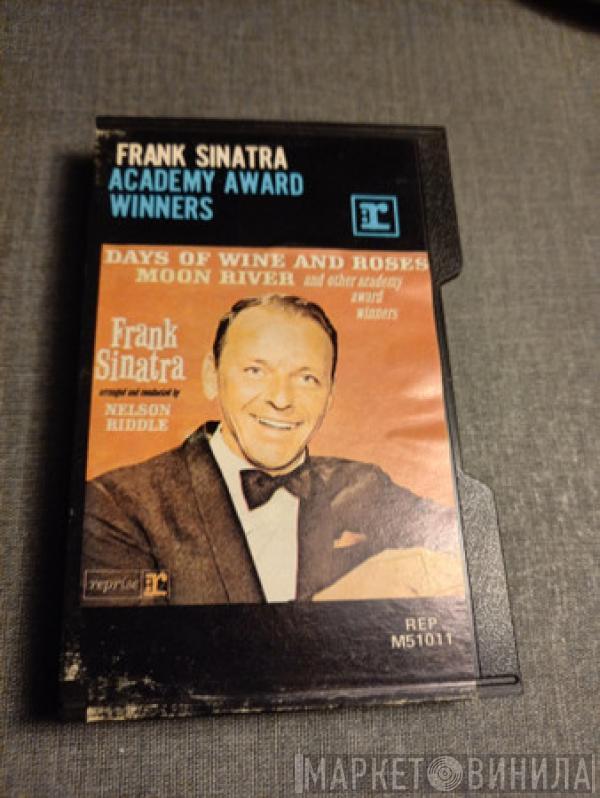 FRANK SINATRA
ACADEMY AWARD
WINNERS
DAYS OF WINE AND ROSES
MOON RIVER and other academy
award
winners
Frank
Sinatra
arranged and conducted by
NELSON
RIDDLE
reprise
r
REP
M51011
МАРКЕТ ВИНИЛА